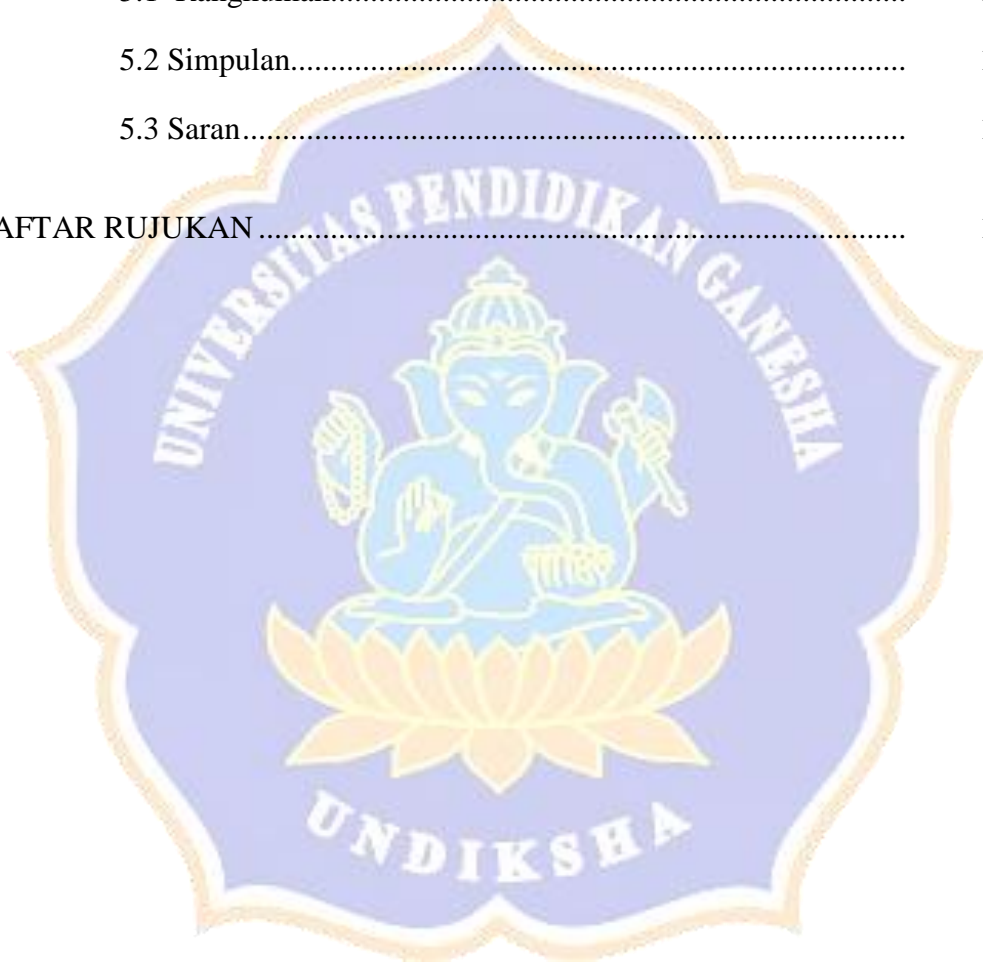 5.2 Simpulan...............................................................................
5.3 Saran.....................................................................................
AFTAR RUJUKAN...................................................................................
UNIVERSITAS PENDIDIKAN GANESHA
UNDIKSHA